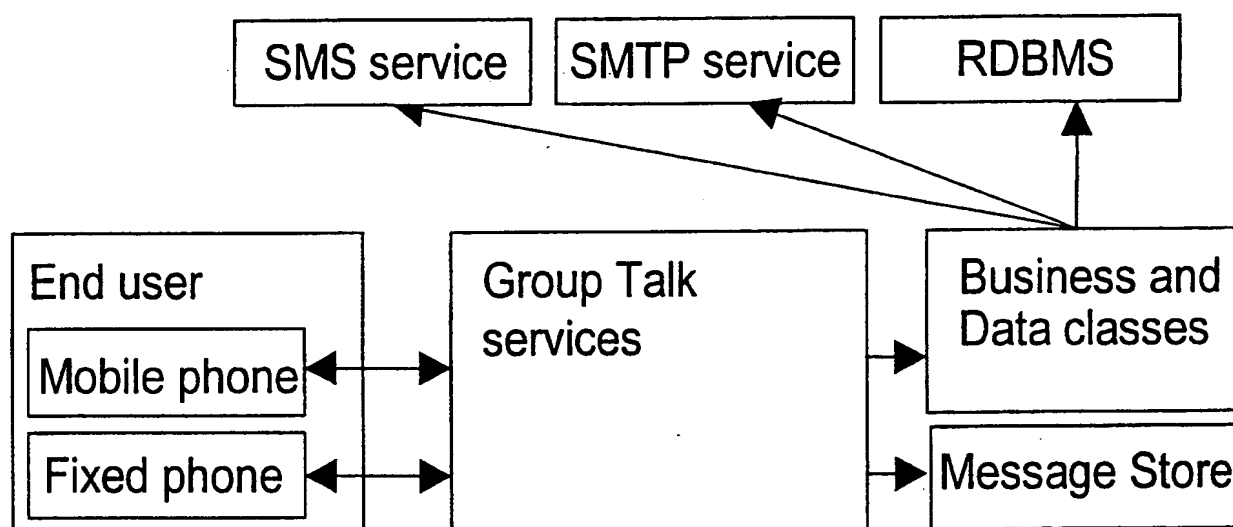 SMS service
SMTP service
RDBMS
End user
Mobile phone
Fixed phone
Group Talk
services
Business and
Data classes
Message Store